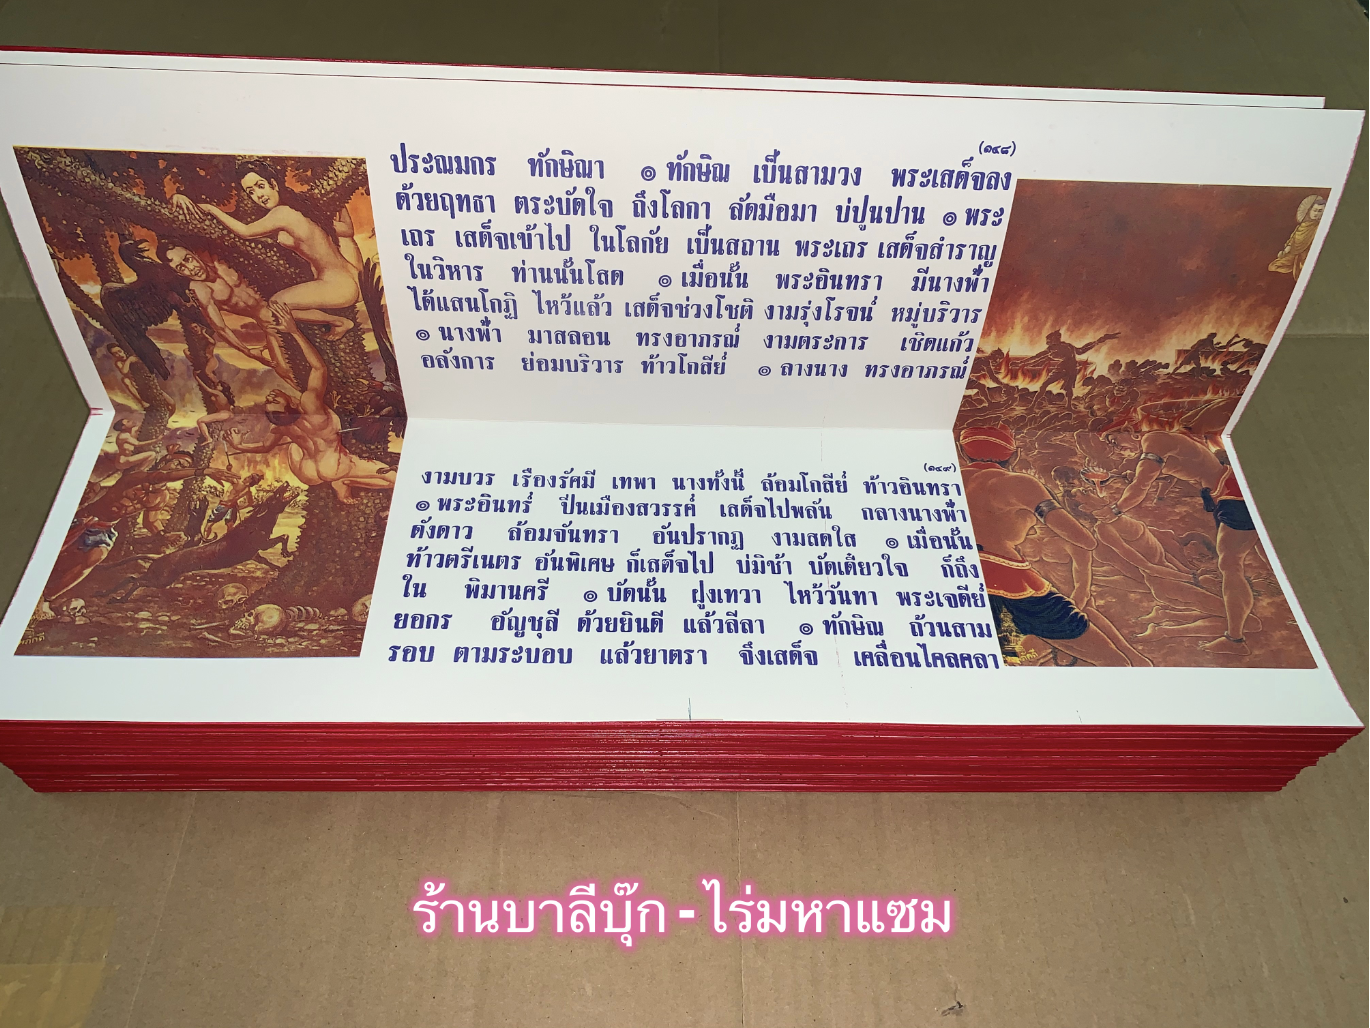 (๑๔๘)
ประณมกร ทักษิณา ๏ ทักษิณ เบื้นสามวง พระเสด็จลง
ด้วยฤทธา ตระบัดใจ ถึงโลกา ลัดมือมา บ่ปูนปาน ๏ พระ
เถร เสด็จเข้าไป ในโลกัย เป็นสถาน พระเถร เสด็จสำราญ
ในวิหาร ท่านนั้นโสด ๏ เมื่อนั้น พระอินทรา มีนางฟ้า
ได้แสนโกฏิ ไหว้แล้ว เสด็จช่วงโชติ งามรุ่งโรจน์ หมู่บริวาร
๏ นางฟ้า มาสลอน ทรงอาภรณ์ งามตระการ เชิดแก้ว
อลังการ ย่อมบริวาร ท้าวโกสีย์ ๏ ลางนาง ทรงอาภรณ์
(๑๔๙)
งามบวร เรืองรัศมี เทพา นางทั้งนี้ ล้อมโกสีย์ ท้าวอินทรา
๏ พระอินทร์ ปิ่นเมืองสวรรค์ เสด็จไปพลัน กลางนางฟ้า
ดังดาว ล้อมจันทรา อันปรากฏ งามสดใส ๏ เมื่อนั้น
ท้าวตรีเนตร อันพิเศษ ก็เสด็จไป บ่มิช้า บัดเดี๋ยวใจ ก็ถึง
ใน พิมานศรี ๏ บัดนั้น ฝูงเทวา ไหว้วันทา พระเจดีย์
ยอกร อัญชุลี ด้วยยินดี แล้วลีลา ๏ ทักษิณ ถ้วนสาม
รอบ ตามระบอบ แล้วยาตรา จึงเสด็จ เคลื่อนไคลคลา
ร้านบาลีบุ๊ก - ไร่มหาแซม